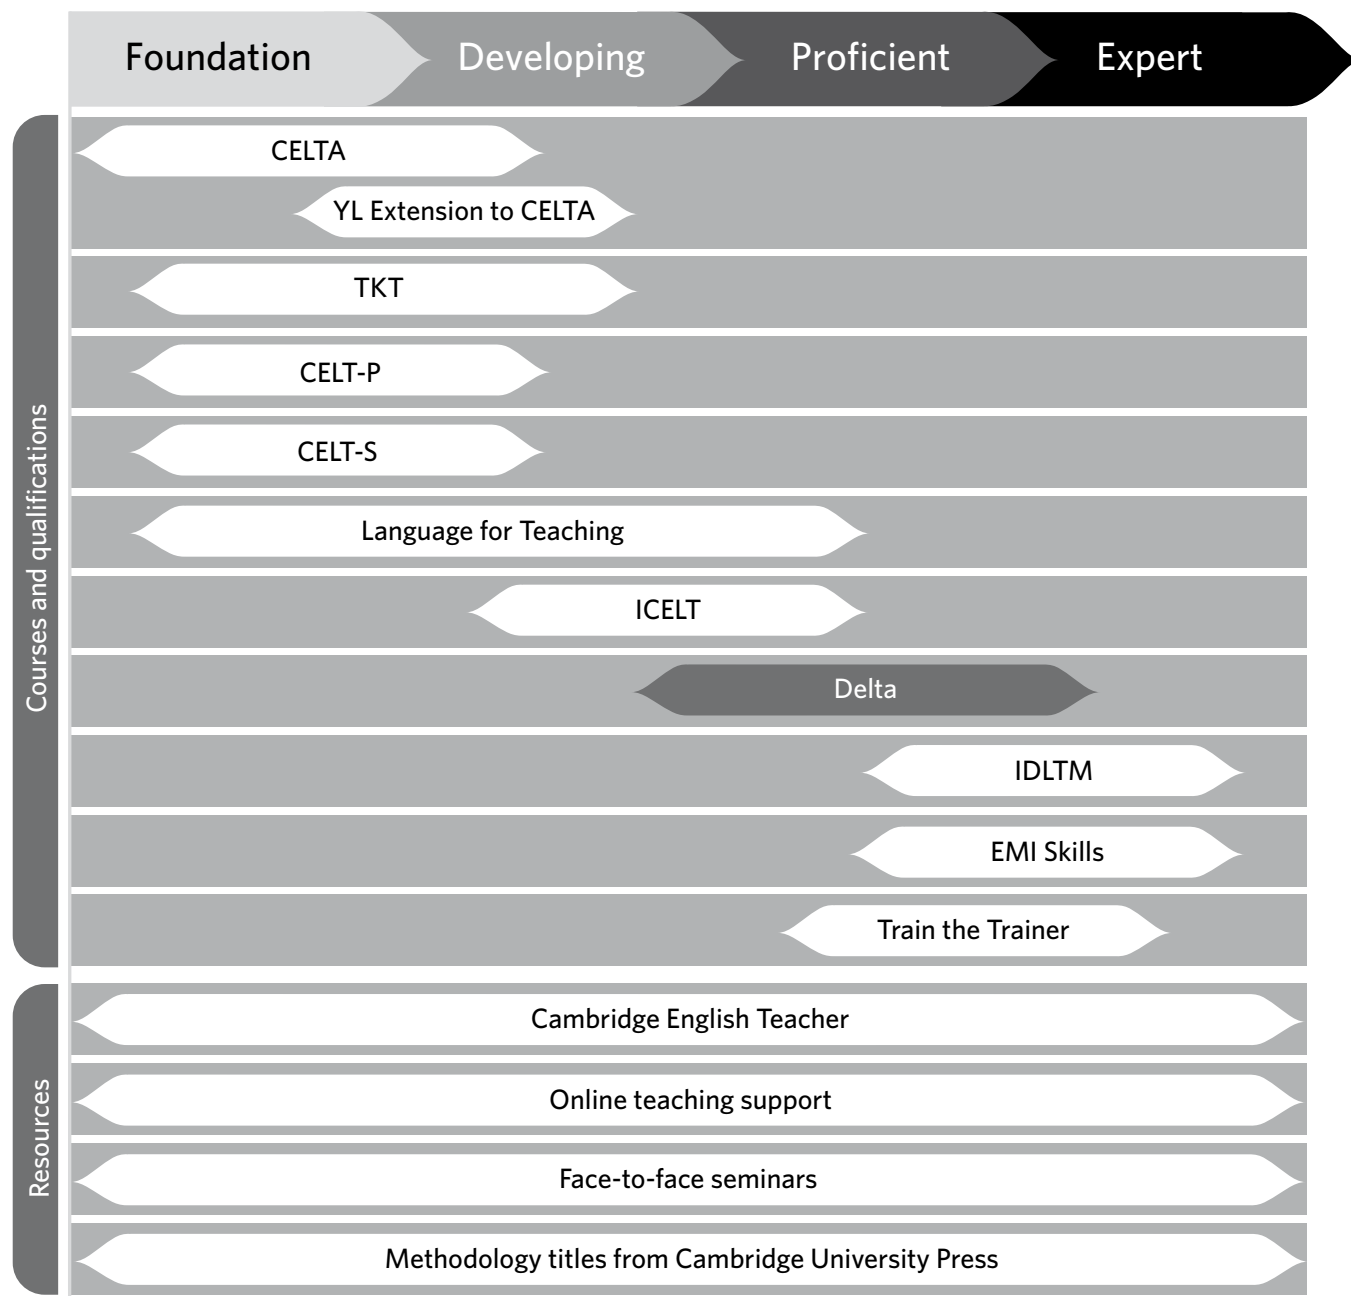 Foundation
Developing
Proficient
Expert
Courses and qualifications
CELTA
YL Extension to CELTA
TKT
CELT-P
CELT-S
Language for Teaching
ICELT
Delta
IDLTM
EMI Skills
Train the Trainer
Resources
Cambridge English Teacher
Online teaching support
Face-to-face seminars
Methodology titles from Cambridge University Press